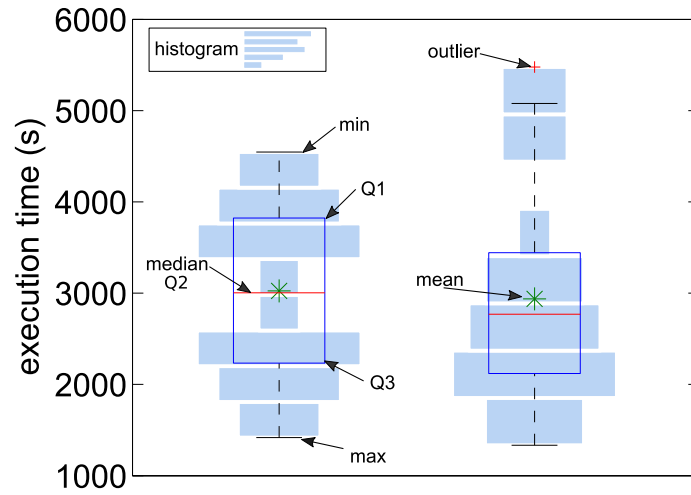 6000
histogram
outlier
5000
min
4000
Q1
execution time (s)
median
Q2
3000
mean
2000
Q3
max
1000